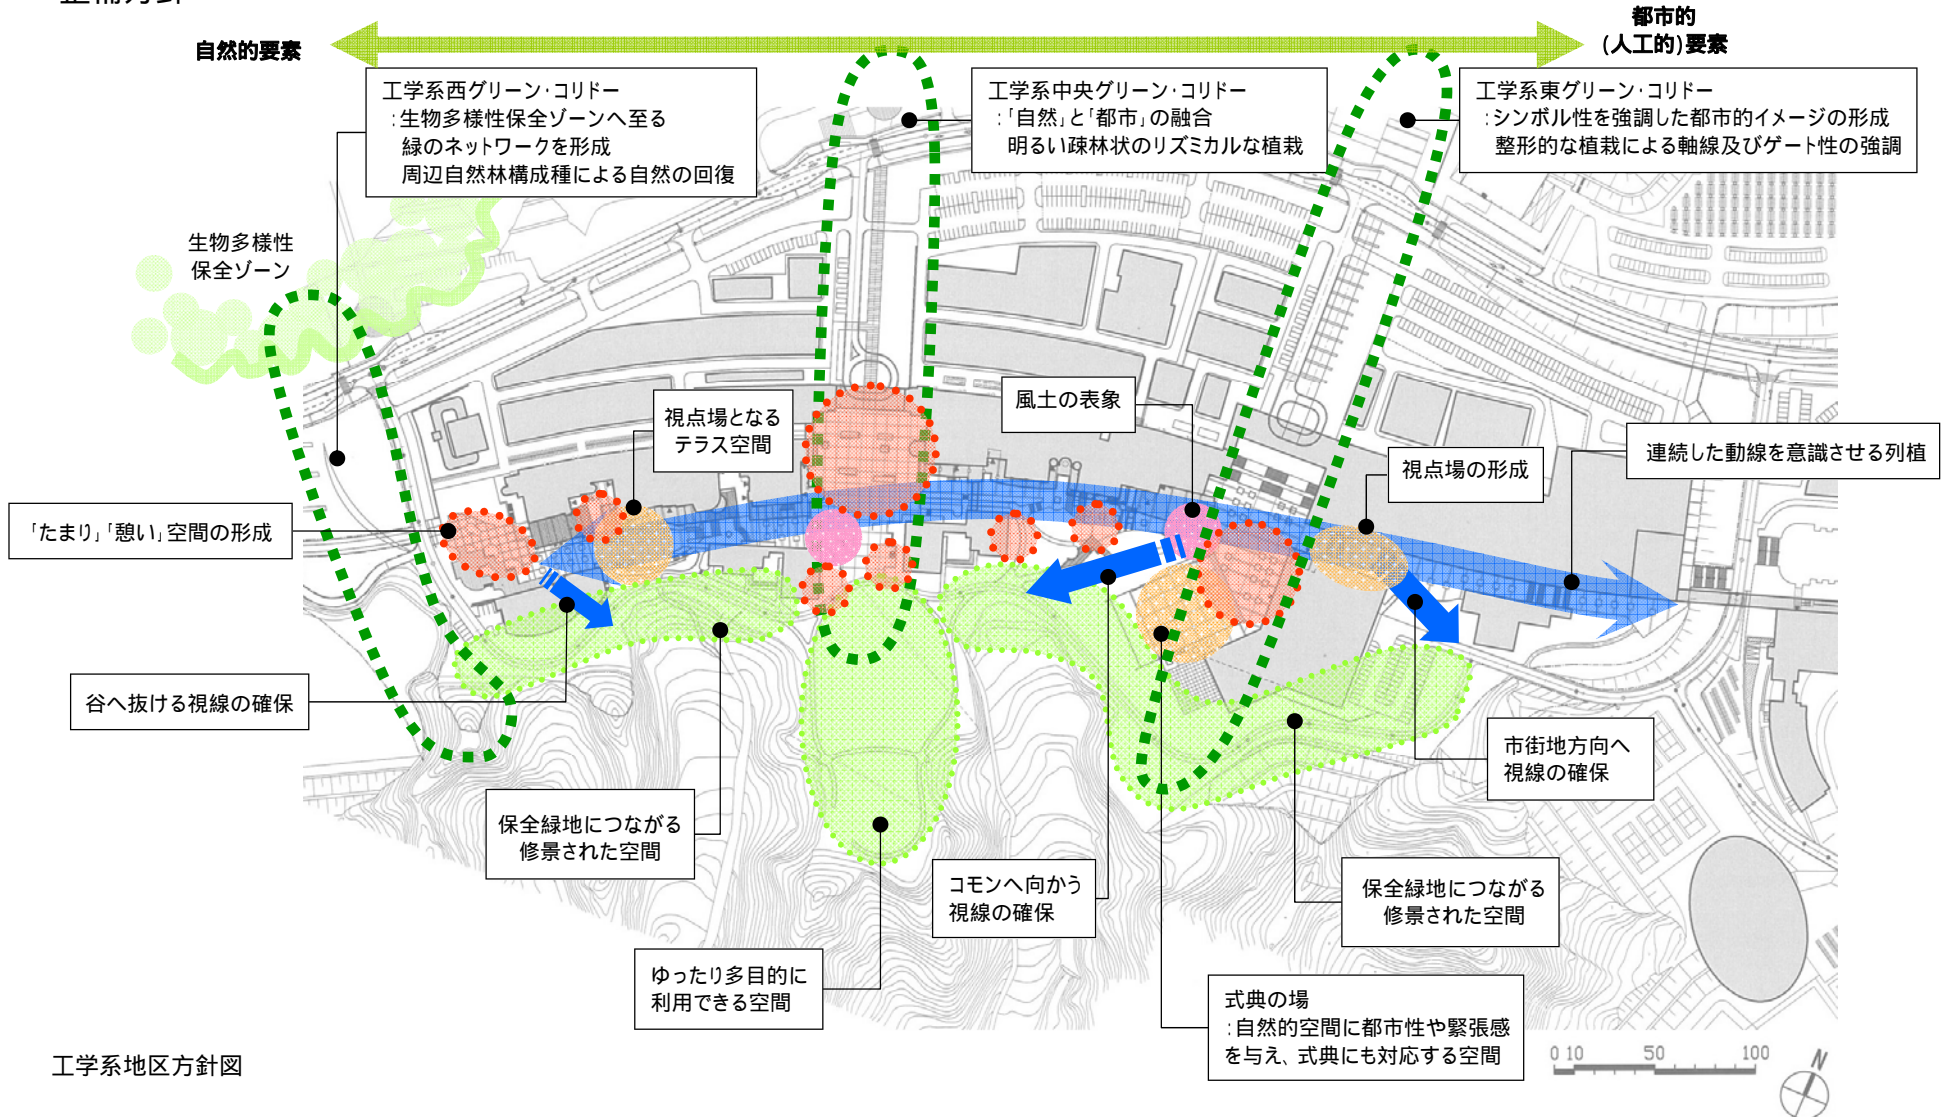 自然的要素
都市的
(人工的)要素
工学系西グリーン・コリドー
:生物多様性保全ゾーンへ至る
緑のネットワークを形成
周辺自然林構成種による自然の回復
工学系中央グリーン・コリドー
:「自然」と「都市」の融合
明るい疎林状のリズミカルな植栽
工学系東グリーン・コリドー
:シンボル性を強調した都市的イメージの形成
整形的な植栽による軸線及びゲート性の強調
生物多様性
保全ゾーン
視点場となる
テラス空間
風土の表象
視点場の形成
連続した動線を意識させる列植
「たまり」「憩い」空間の形成
谷へ抜ける視線の確保
保全緑地につながる
修景された空間
ゆったり多目的に
利用できる空間
コモンへ向かう
視線の確保
市街地方向へ
視線の確保
保全緑地につながる
修景された空間
式典の場
:自然的空間に都市性や緊張感
を与え、式典にも対応する空間
工学系地区方針図
0 10 50 100
N